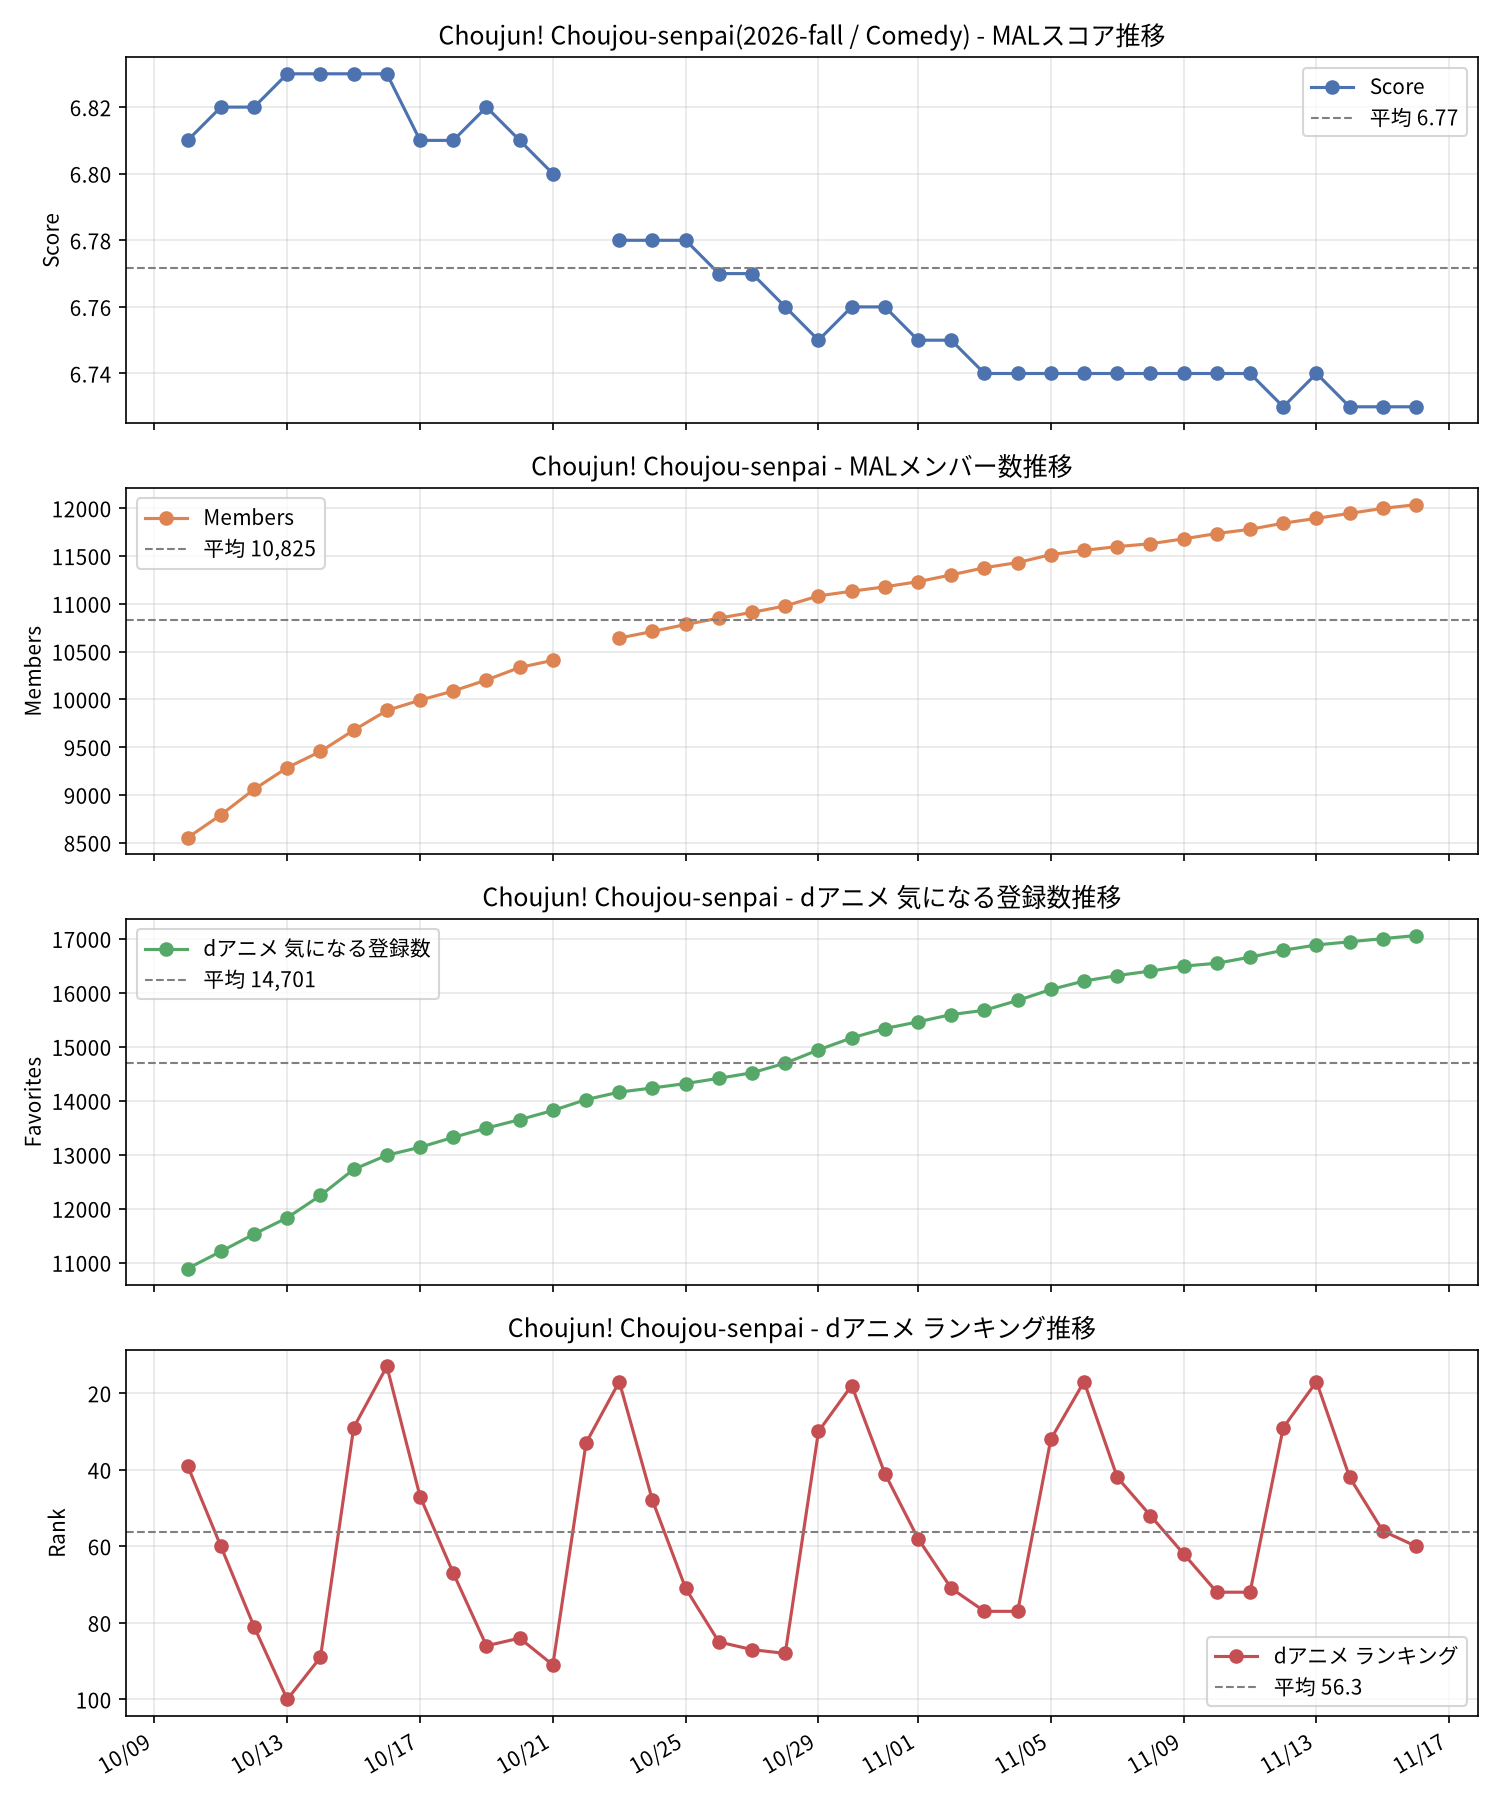 Choujun! Choujou-senpai(2026-fall / Comedy) - MALスコア推移
Score
6.82
6.80
6.78
6.76
6.74
Score
平均 6.77
Choujun! Choujou-senpai - MALメンバー数推移
Members
12000
11500
11000
10500
10000
9500
9000
8500
Members
平均 10,825
Choujun! Choujou-senpai - dアニメ 気になる登録数推移
Favorites
17000
16000
15000
14000
13000
12000
11000
dアニメ 気になる登録数
平均 14,701
Choujun! Choujou-senpai - dアニメ ランキング推移
Rank
20
40
60
80
100
dアニメ ランキング
平均 56.3
10/09
10/13
10/17
10/21
10/25
10/29
11/01
11/05
11/09
11/13
11/17